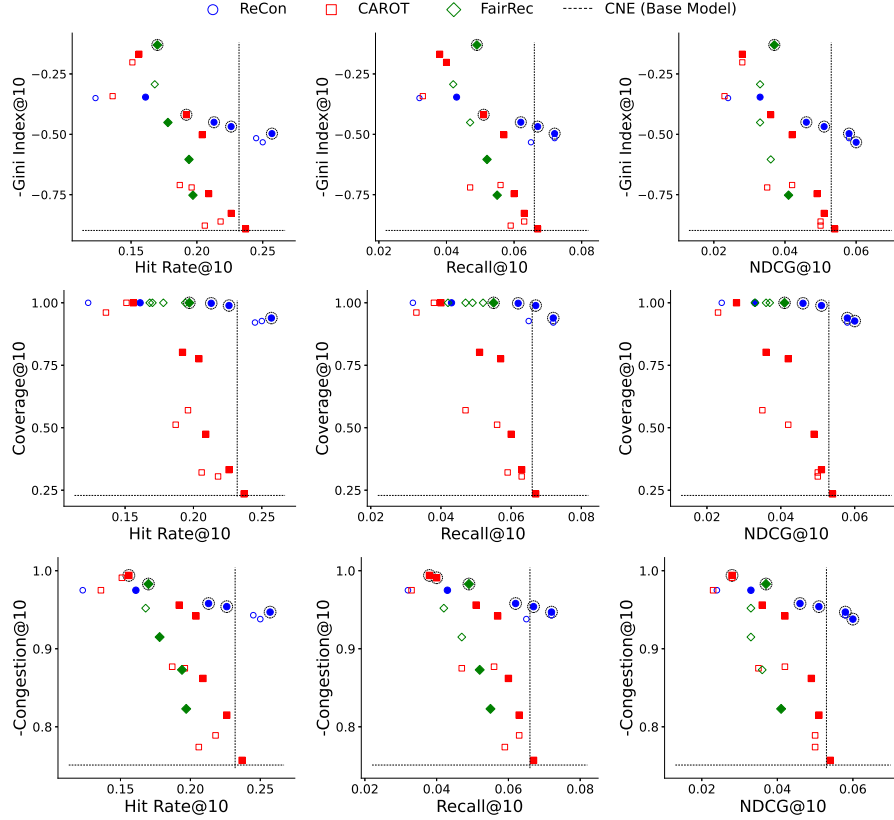 ReCon CAROT FairRec CNE (Base Model)
-Gini Index@10
−0.25
−0.50
−0.75
0.15 0.20 0.25
Hit Rate@10
-Gini Index@10
−0.25
−0.50
−0.75
0.02 0.04 0.06 0.08
Recall@10
-Gini Index@10
−0.25
−0.50
−0.75
0.02 0.04 0.06
NDCG@10
Coverage@10
1.00
0.75
0.50
0.25
0.15 0.20 0.25
Hit Rate@10
Coverage@10
1.00
0.75
0.50
0.25
0.02 0.04 0.06 0.08
Recall@10
Coverage@10
1.00
0.75
0.50
0.25
0.02 0.04 0.06
NDCG@10
-Congestion@10
1.0
0.9
0.8
0.15 0.20 0.25
Hit Rate@10
-Congestion@10
1.0
0.9
0.8
0.02 0.04 0.06 0.08
Recall@10
-Congestion@10
1.0
0.9
0.8
0.02 0.04 0.06
NDCG@10